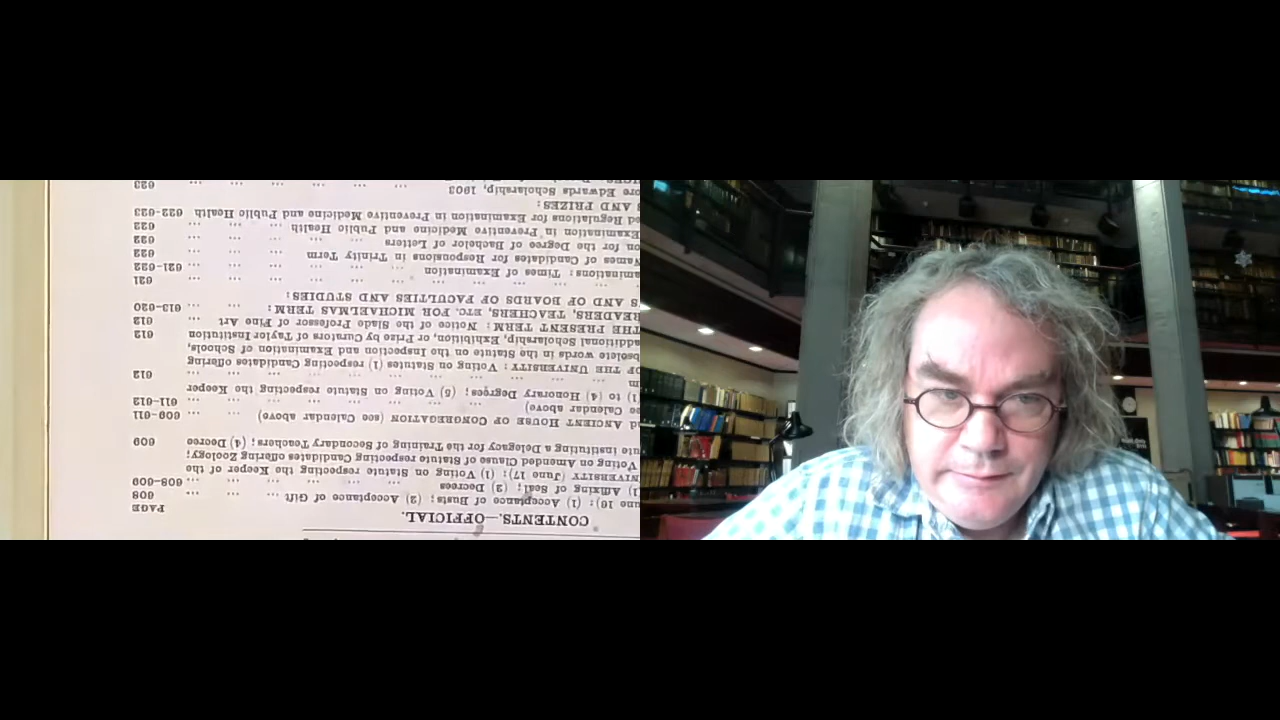 CONTENTS.—OFFICIAL.
PAGE
une 16): (1) Acceptance of Busts; (2) Acceptance of Gift ... ... 608
1) Affixing of Seal; (2) Decrees ... ... ... ... ... 608-609
UNIVERSITY (June 17): (1) Voting on Statute respecting the Keeper of the
Voting on Amended Clause of Statute respecting Candidates offering Zoology;
ute instituting a Delegacy for the Training of Secondary Teachers; (4) Decree 609
d ANCIENT HOUSE OF CONGREGATION (see Calendar above) ... ... 609-611
ee Calendar above) ... ... ... ... ... ... ... 611-612
1) to (4) Honorary Degrees; (5) Voting on Statute respecting the Keeper
m ... ... ... ... ... ... ... ... ... ... 612
OF THE UNIVERSITY: Voting on Statutes (1) respecting Candidates offering
obsolete words in the Statute on the Inspection and Examination of Schools,
additional Scholarship, Exhibition, or Prize by Curators of Taylor Institution 612
THE PRESENT TERM: Notice of the Slade Professor of Fine Art ... 612
READERS, TEACHERS, ETC. FOR MICHAELMAS TERM: ... ... 613-620
S AND OF BOARDS OF FACULTIES AND STUDIES:
... ... ... ... ... ... ... ... ... ... 621
aminations: Times of Examination ... ... ... ... ... 621-622
Names of Candidates for Responsions in Trinity Term ... ... ... 622
on for the Degree of Bachelor of Letters ... ... ... ... ... 622
Examination in Preventive Medicine and Public Health ... ... ... 622
ed Regulations for Examination in Preventive Medicine and Public Health 622-623
S AND PRIZES:
ore Edwards Scholarship, 1903 ... ... ... ... ... ... 623